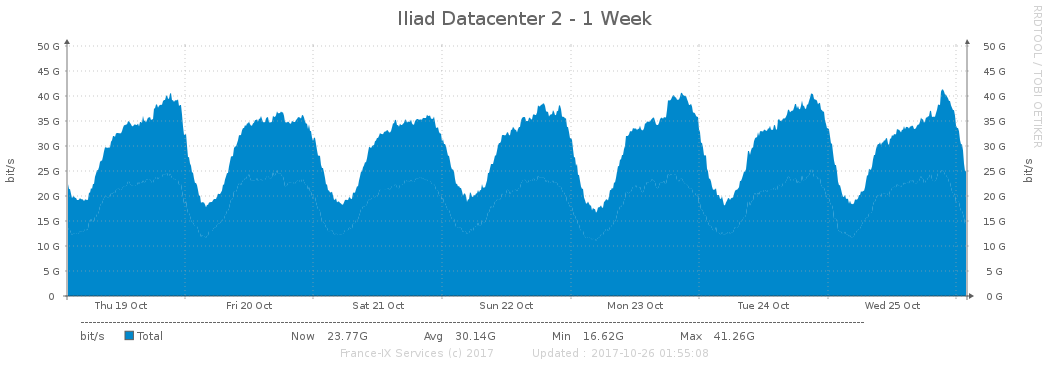 Iliad Datacenter 2 - 1 Week
RRDTOOL / TOBI OETIKER
50 G 50 G
45 G 45 G
40 G 40 G
35 G 35 G
30 G 30 G
25 G 25 G
20 G 20 G
15 G 15 G
10 G 10 G
5 G 5 G
0 0 G
bit/s bit/s
Thu 19 Oct Fri 20 Oct Sat 21 Oct Sun 22 Oct Mon 23 Oct Tue 24 Oct Wed 25 Oct
bit/s Total Now 23.77G Avg 30.14G Min 16.62G Max 41.26G
France-IX Services (c) 2017 Updated : 2017-10-26 01:55:08